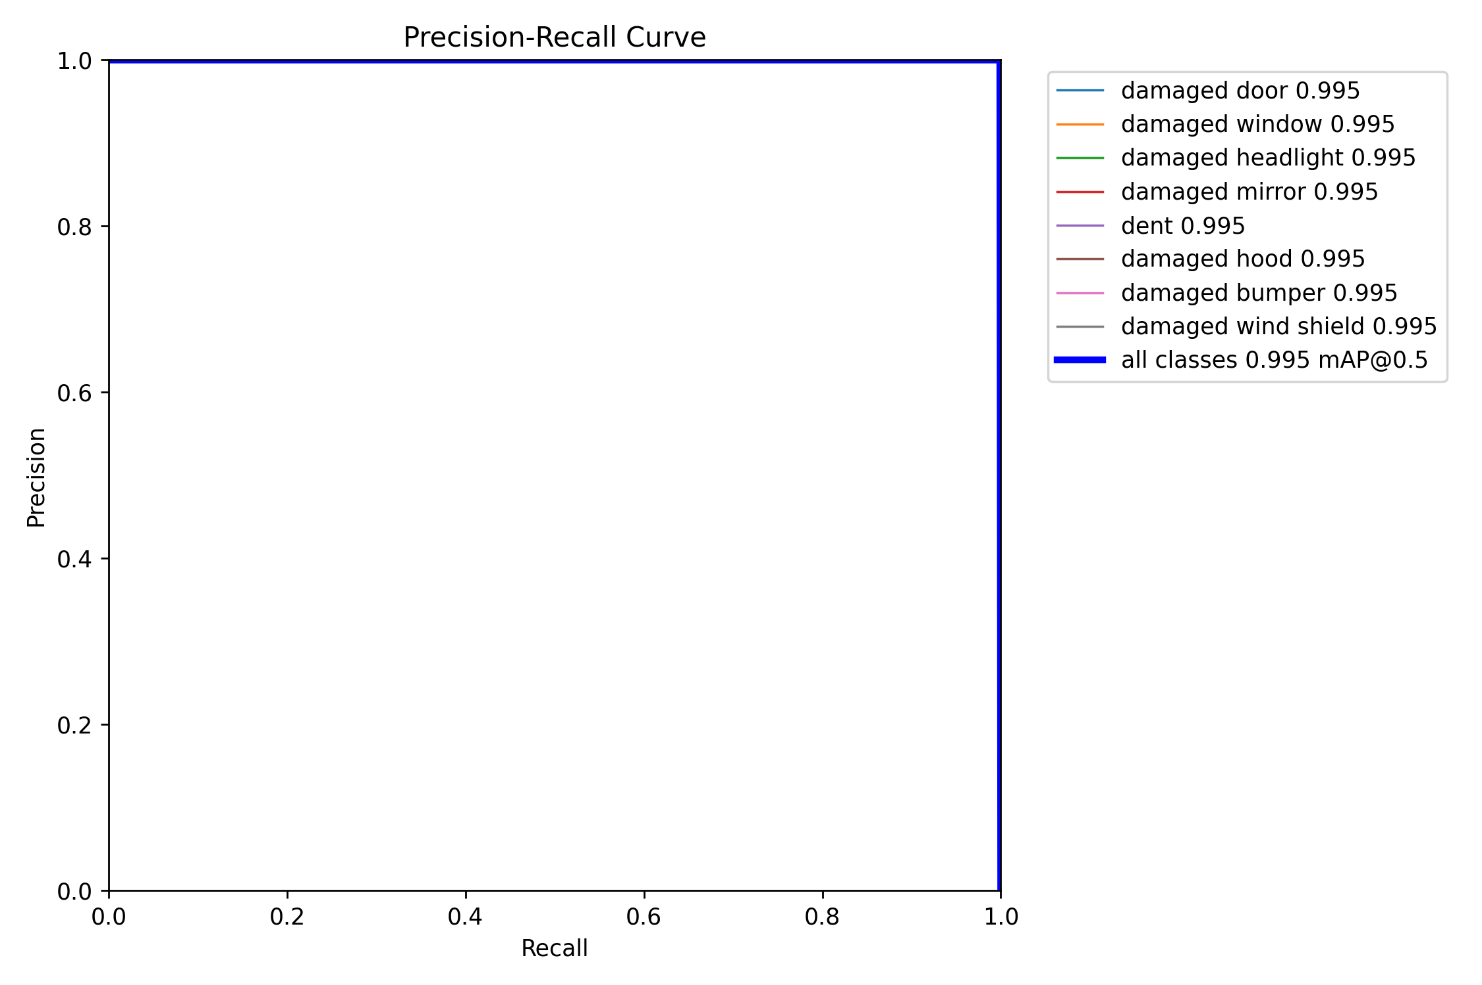 Precision-Recall Curve
1.0
0.8
0.6
0.4
0.2
0.0
Precision
0.0 0.2 0.4 0.6 0.8 1.0
Recall
damaged door 0.995
damaged window 0.995
damaged headlight 0.995
damaged mirror 0.995
dent 0.995
damaged hood 0.995
damaged bumper 0.995
damaged wind shield 0.995
all classes 0.995 mAP@0.5